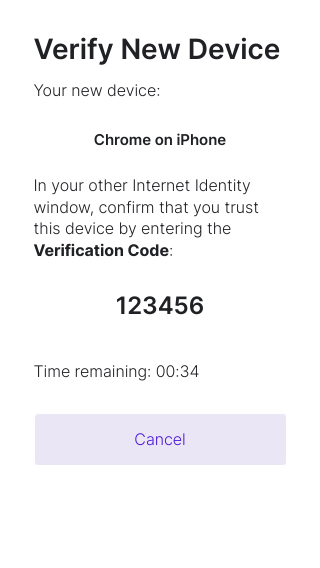 Verify New Device
Your new device:
Chrome on iPhone
In your other Internet Identity
window, confirm that you trust
this device by entering the
Verification Code:
123456
Time remaining: 00:34
Cancel